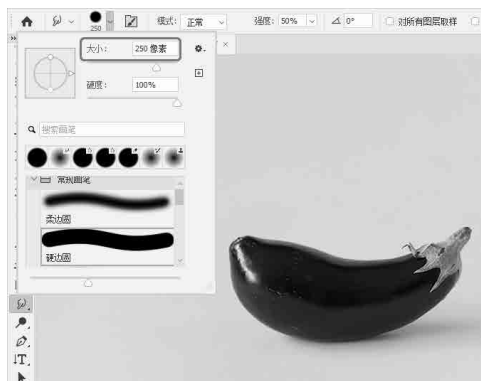 250
模式: 正常
强度: 50%
0°
对所有图层取样
×
大小: 250 像素
硬度: 100%
搜索画笔
常规画笔
柔边圆
硬边圆